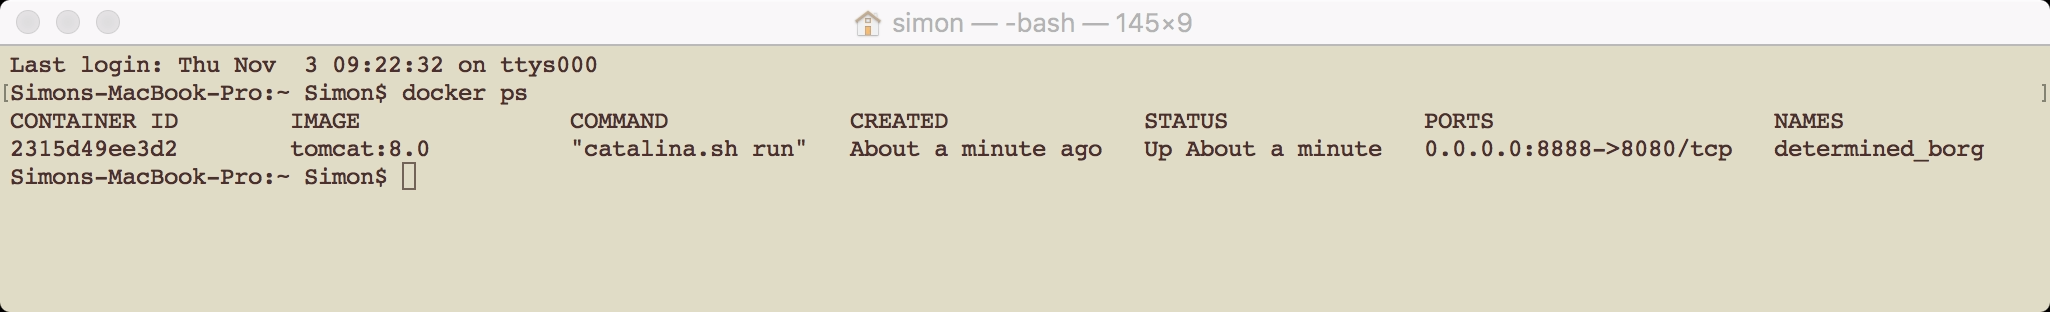 simon — -bash — 145×9
Last login: Thu Nov  3 09:22:32 on ttys000
[Simons-MacBook-Pro:~ Simon$ docker ps ]
CONTAINER ID        IMAGE               COMMAND             CREATED              STATUS              PORTS                    NAMES
2315d49ee3d2        tomcat:8.0          "catalina.sh run"   About a minute ago   Up About a minute   0.0.0.0:8888->8080/tcp   determined_borg
Simons-MacBook-Pro:~ Simon$